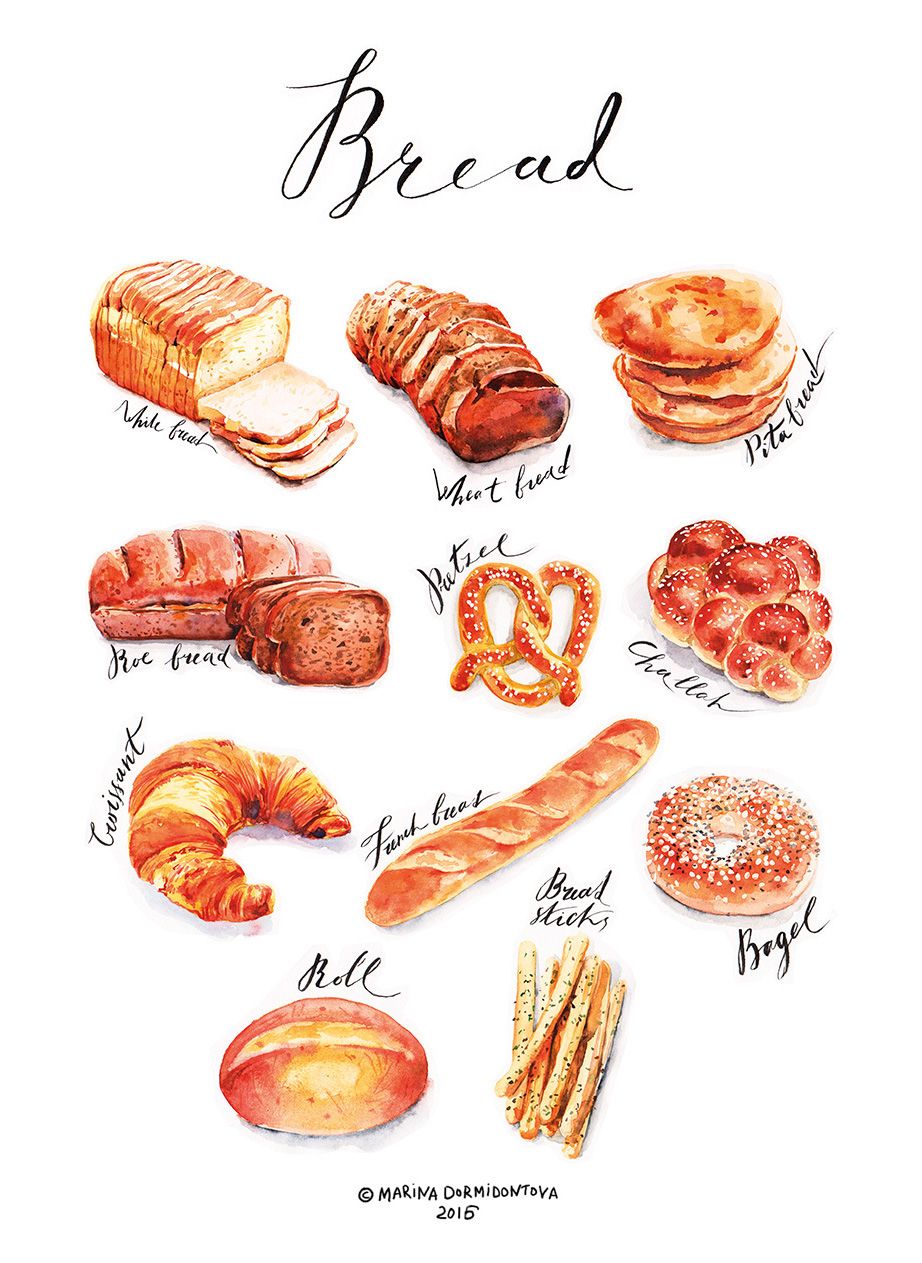 Bread
White bread
Wheat bread
Pita bread
Roe bread
Pretzel
Challah
Croissant
French bread
Bread
sticks
Bagel
Roll
© MARINA DORMIDONTOVA
2015